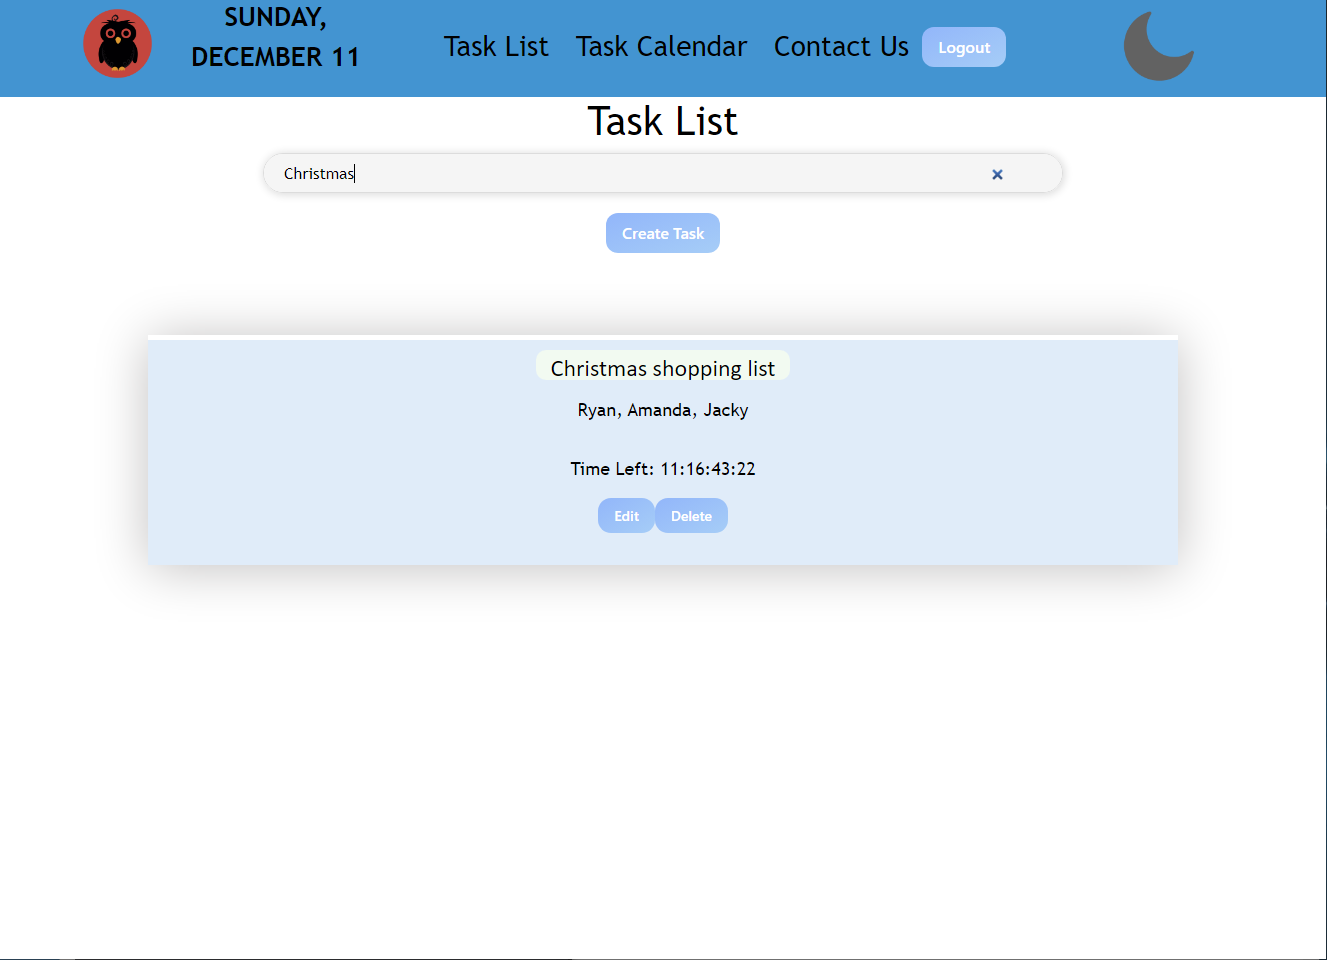 SUNDAY,
DECEMBER 11
Task List Task Calendar Contact Us Logout
Task List
Christmas
Create Task
Christmas shopping list
Ryan, Amanda, Jacky
Time Left: 11:16:43:22
Edit Delete